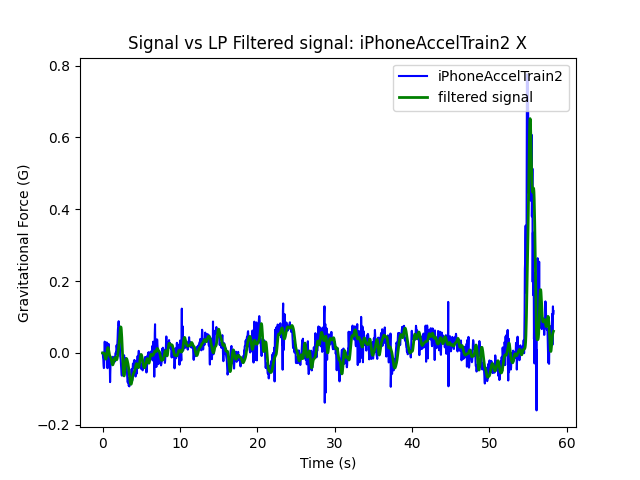 Signal vs LP Filtered signal: iPhoneAccelTrain2 X
iPhoneAccelTrain2
filtered signal
Gravitational Force (G)
0.8
0.6
0.4
0.2
0.0
−0.2
0 10 20 30 40 50 60
Time (s)